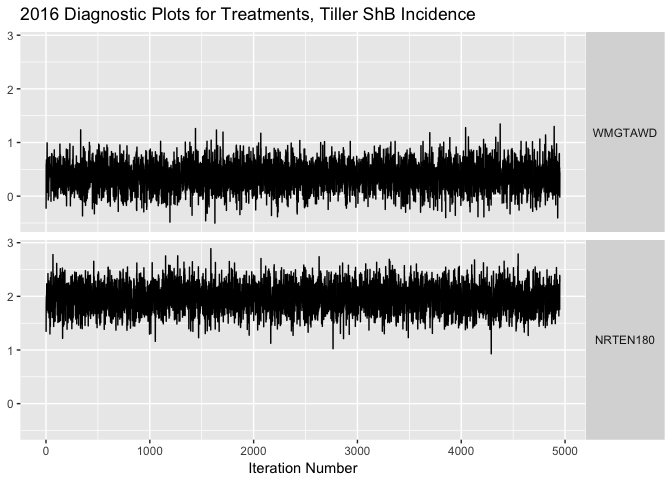 2016 Diagnostic Plots for Treatments, Tiller ShB Incidence
3
2
1
0
WMGTAWD
3
2
1
0
NRTEN180
0 1000 2000 3000 4000 5000
Iteration Number